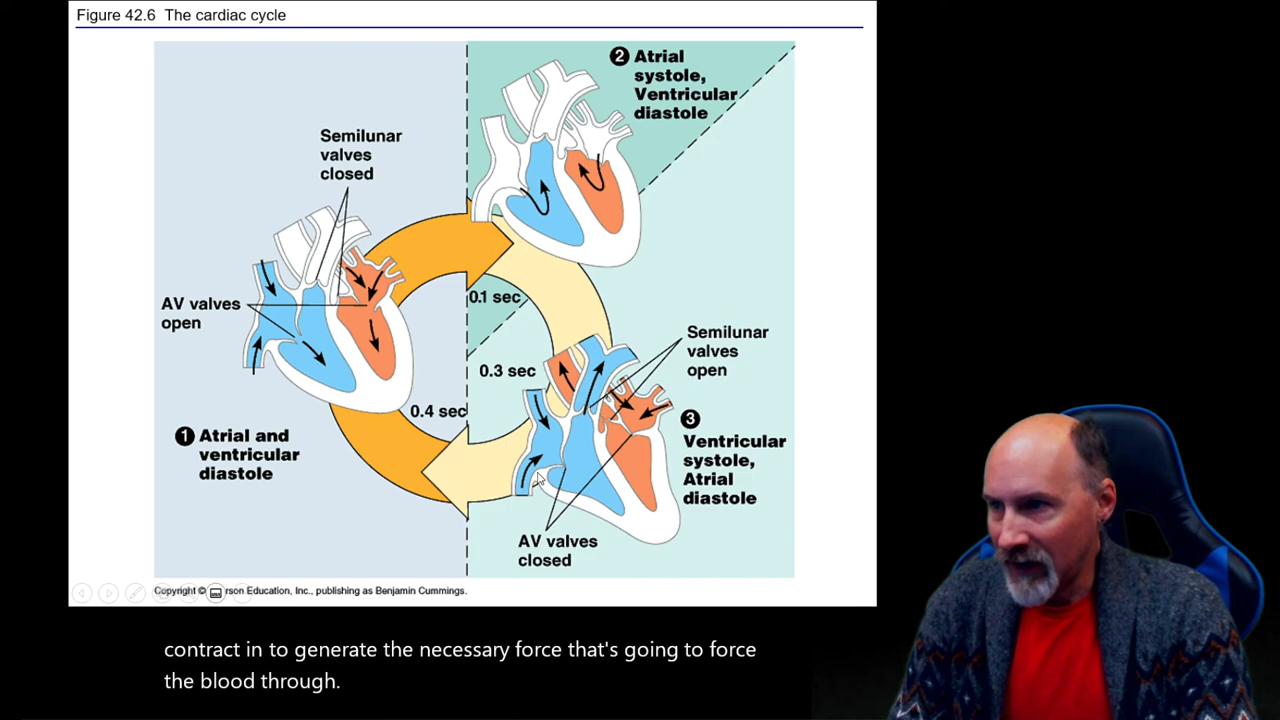 Figure 42.6  The cardiac cycle
Semilunar
valves
closed
AV valves
open
1 Atrial and
ventricular
diastole
0.4 sec
2 Atrial
systole,
Ventricular
diastole
0.1 sec
0.3 sec
Semilunar
valves
open
3
Ventricular
systole,
Atrial
diastole
AV valves
closed
Copyright © rson Education, Inc., publishing as Benjamin Cummings.
contract in to generate the necessary force that's going to force
the blood through.